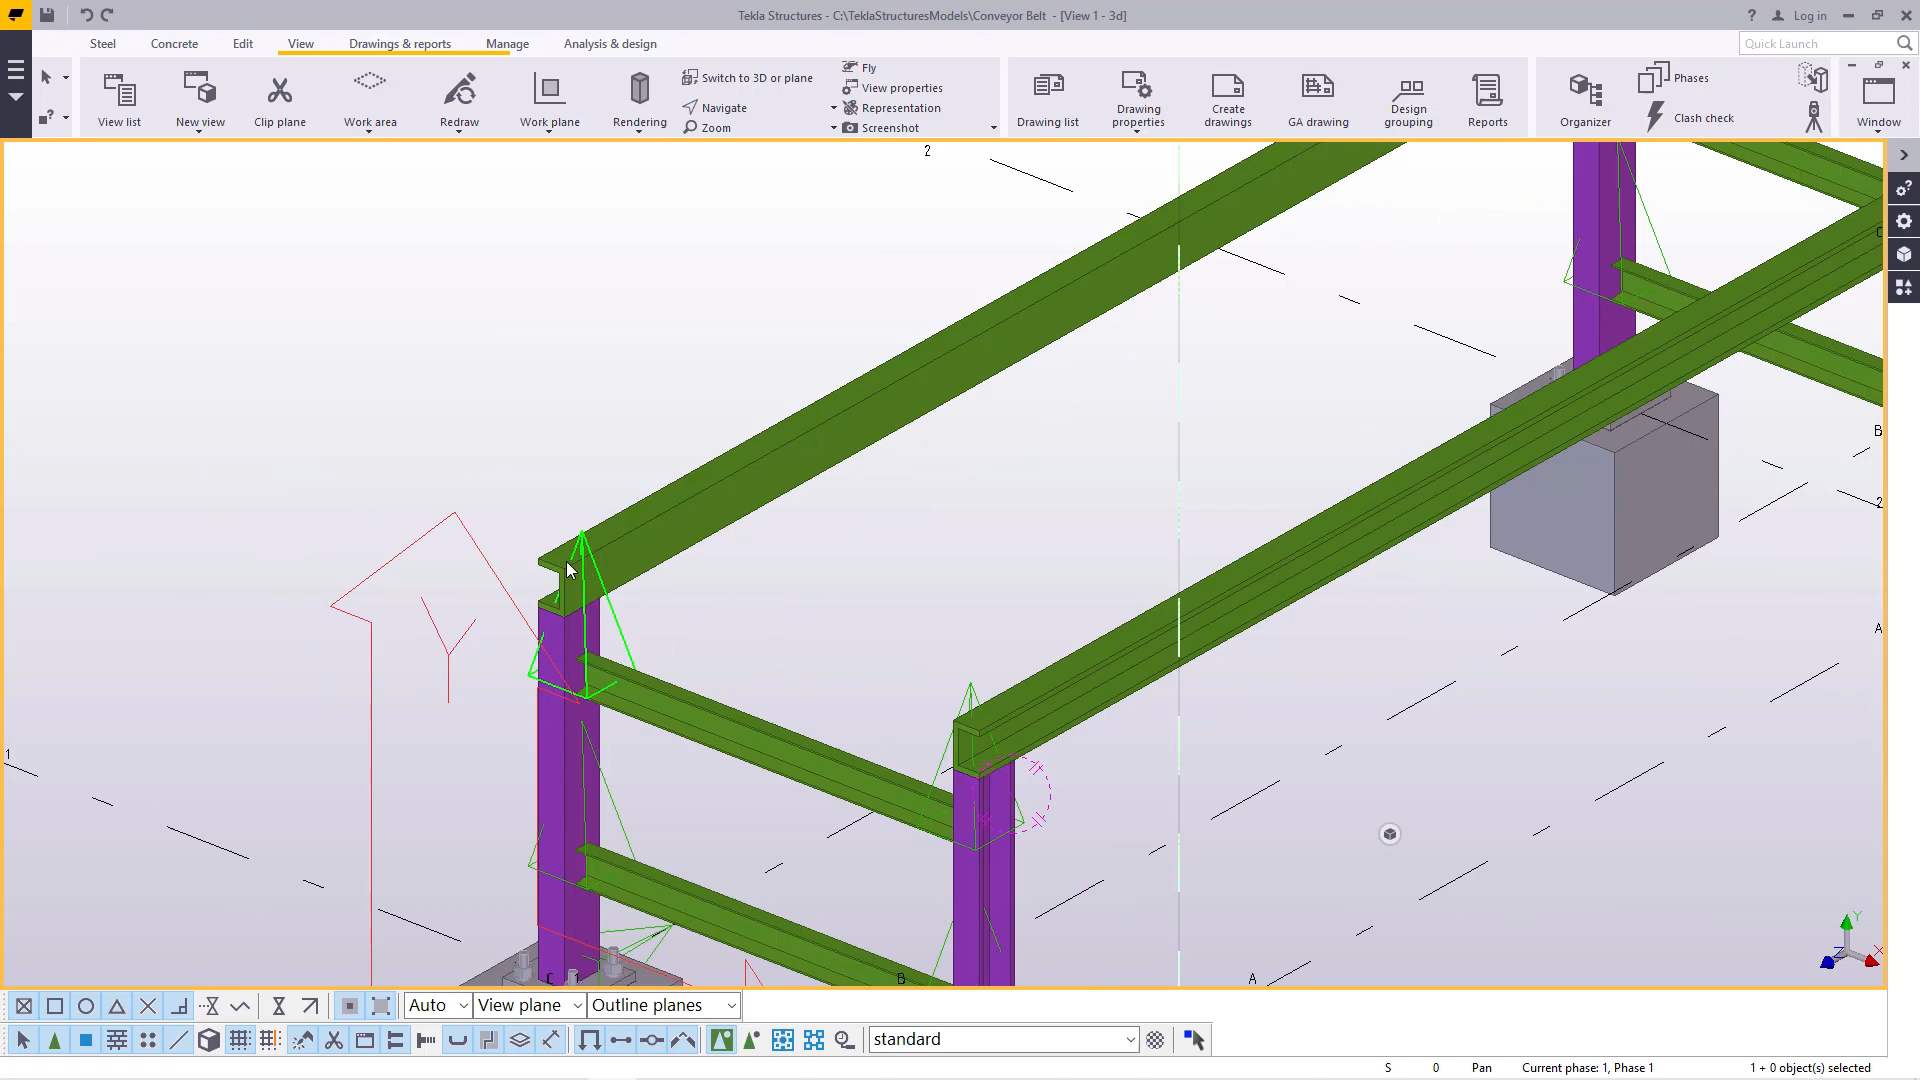 Tekla Structures - C:\TeklaStructuresModels\Conveyor Belt - [View 1 - 3d]
? Log in
Steel Concrete Edit View Drawings & reports Manage Analysis & design
Quick Launch
View list
New view
Clip plane
Work area
Redraw
Work plane
Rendering
Switch to 3D or plane
Navigate
Zoom
Fly
View properties
Representation
Screenshot
Drawing list
Drawing properties
Create drawings
GA drawing
Design grouping
Reports
Organizer
Phases
Clash check
Window
2
C
B
2
A
Y
1
C 1 B A
Y
Z X
Auto View plane Outline planes
standard
S 0 Pan Current phase: 1, Phase 1 1 + 0 object(s) selected